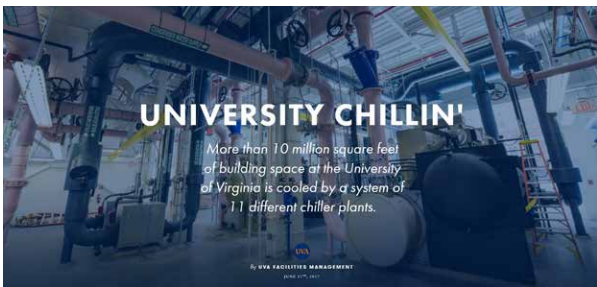 UNIVERSITY CHILLIN'
More than 10 million square feet
of building space at the University
of Virginia is cooled by a system of
11 different chiller plants.
UVA
By UVA FACILITIES MANAGEMENT